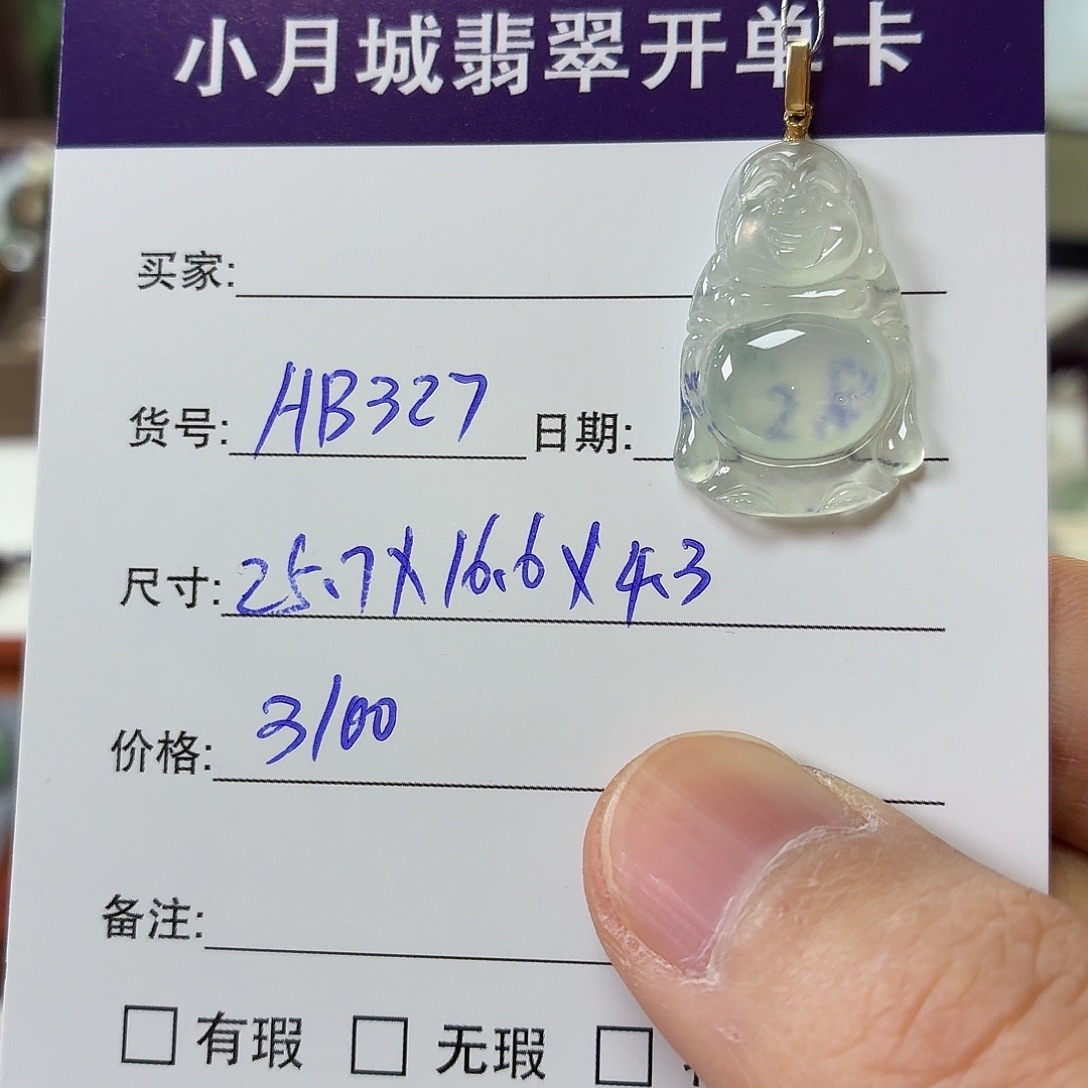 小月城翡翠开单卡
买家:
货号: HB327 日期:
尺寸: 25.7X16.6X4.3
价格: 3100
备注:
有瑕 无瑕